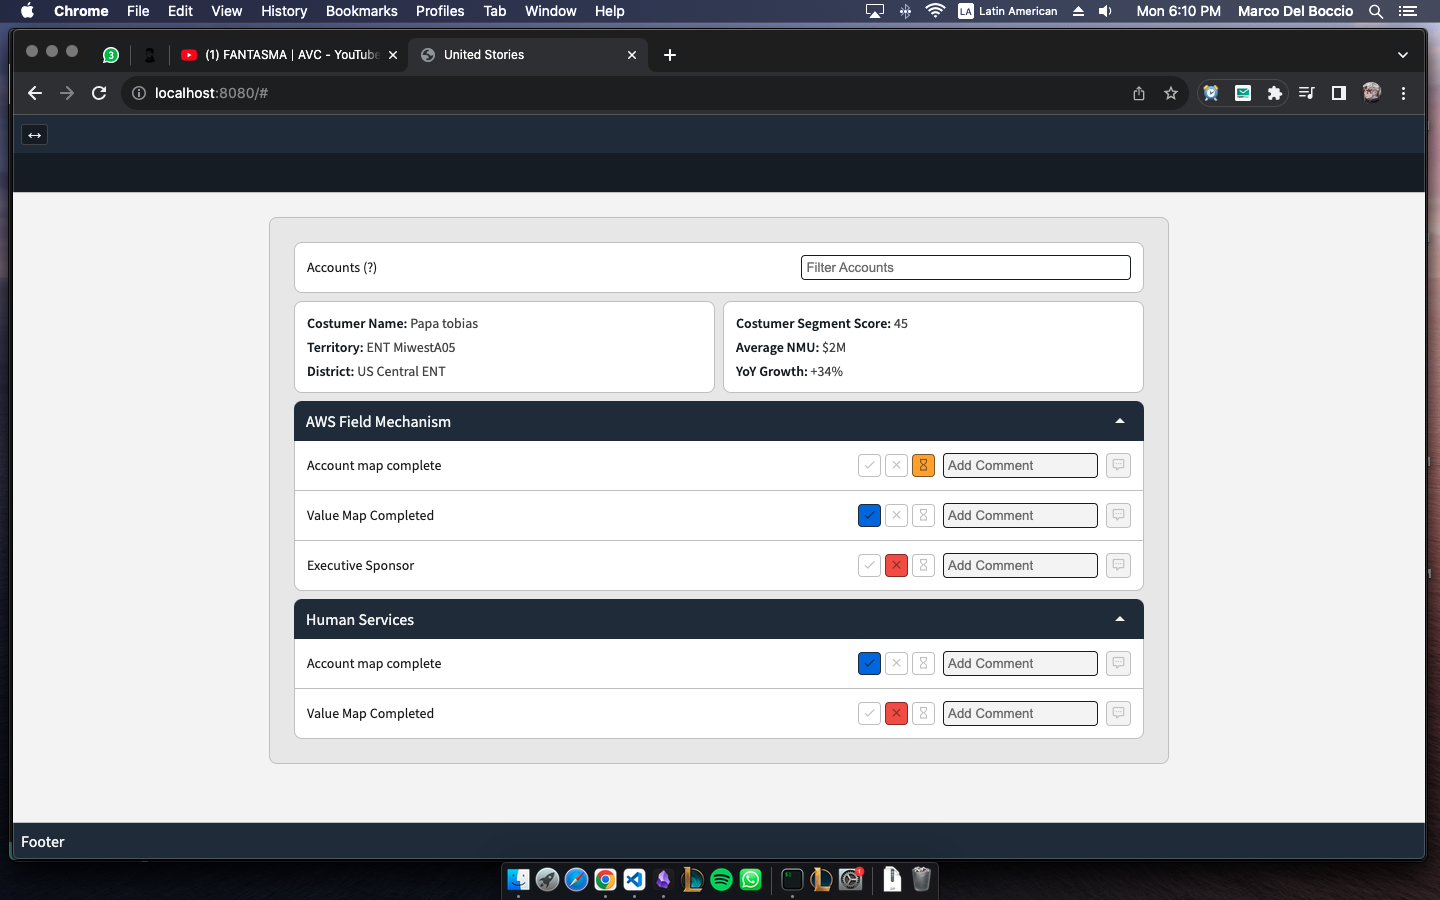 Chrome File Edit View History Bookmarks Profiles Tab Window Help LA Latin American Mon 6:10 PM Marco Del Boccio
3 (1) FANTASMA | AVC - YouTube United Stories
localhost:8080/#
Accounts (?) Filter Accounts
Costumer Name: Papa tobias
Territory: ENT MiwestA05
District: US Central ENT
Costumer Segment Score: 45
Average NMU: $2M
YoY Growth: +34%
AWS Field Mechanism
Account map complete Add Comment
Value Map Completed Add Comment
Executive Sponsor Add Comment
Human Services
Account map complete Add Comment
Value Map Completed Add Comment
Footer